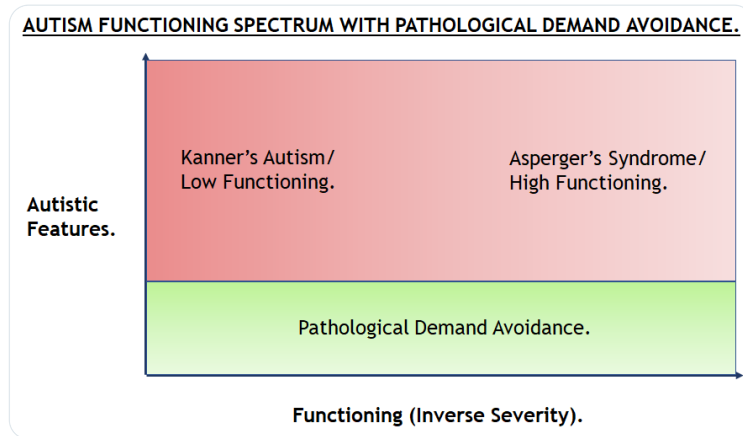 AUTISM FUNCTIONING SPECTRUM WITH PATHOLOGICAL DEMAND AVOIDANCE.
Kanner's Autism/
Low Functioning.
Asperger's Syndrome/
High Functioning.
Autistic
Features.
Pathological Demand Avoidance.
Functioning (Inverse Severity).